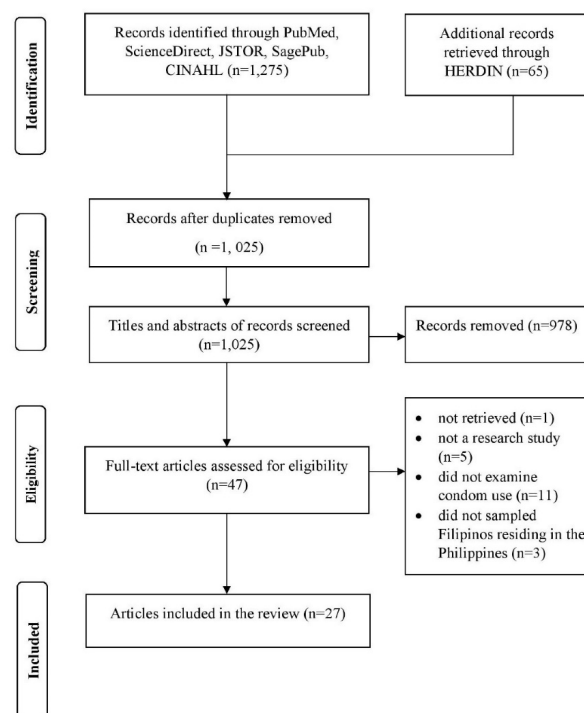 Identification
Records identified through PubMed,
ScienceDirect, JSTOR, SagePub,
CINAHL (n=1,275)
Additional records
retrieved through
HERDIN (n=65)
Screening
Records after duplicates removed
(n =1, 025)
Titles and abstracts of records screened
(n=1,025)
Records removed (n=978)
Eligibility
Full-text articles assessed for eligibility
(n=47)
• not retrieved (n=1)
• not a research study
(n=5)
• did not examine
condom use (n=11)
• did not sampled
Filipinos residing in the
Philippines (n=3)
Included
Articles included in the review (n=27)